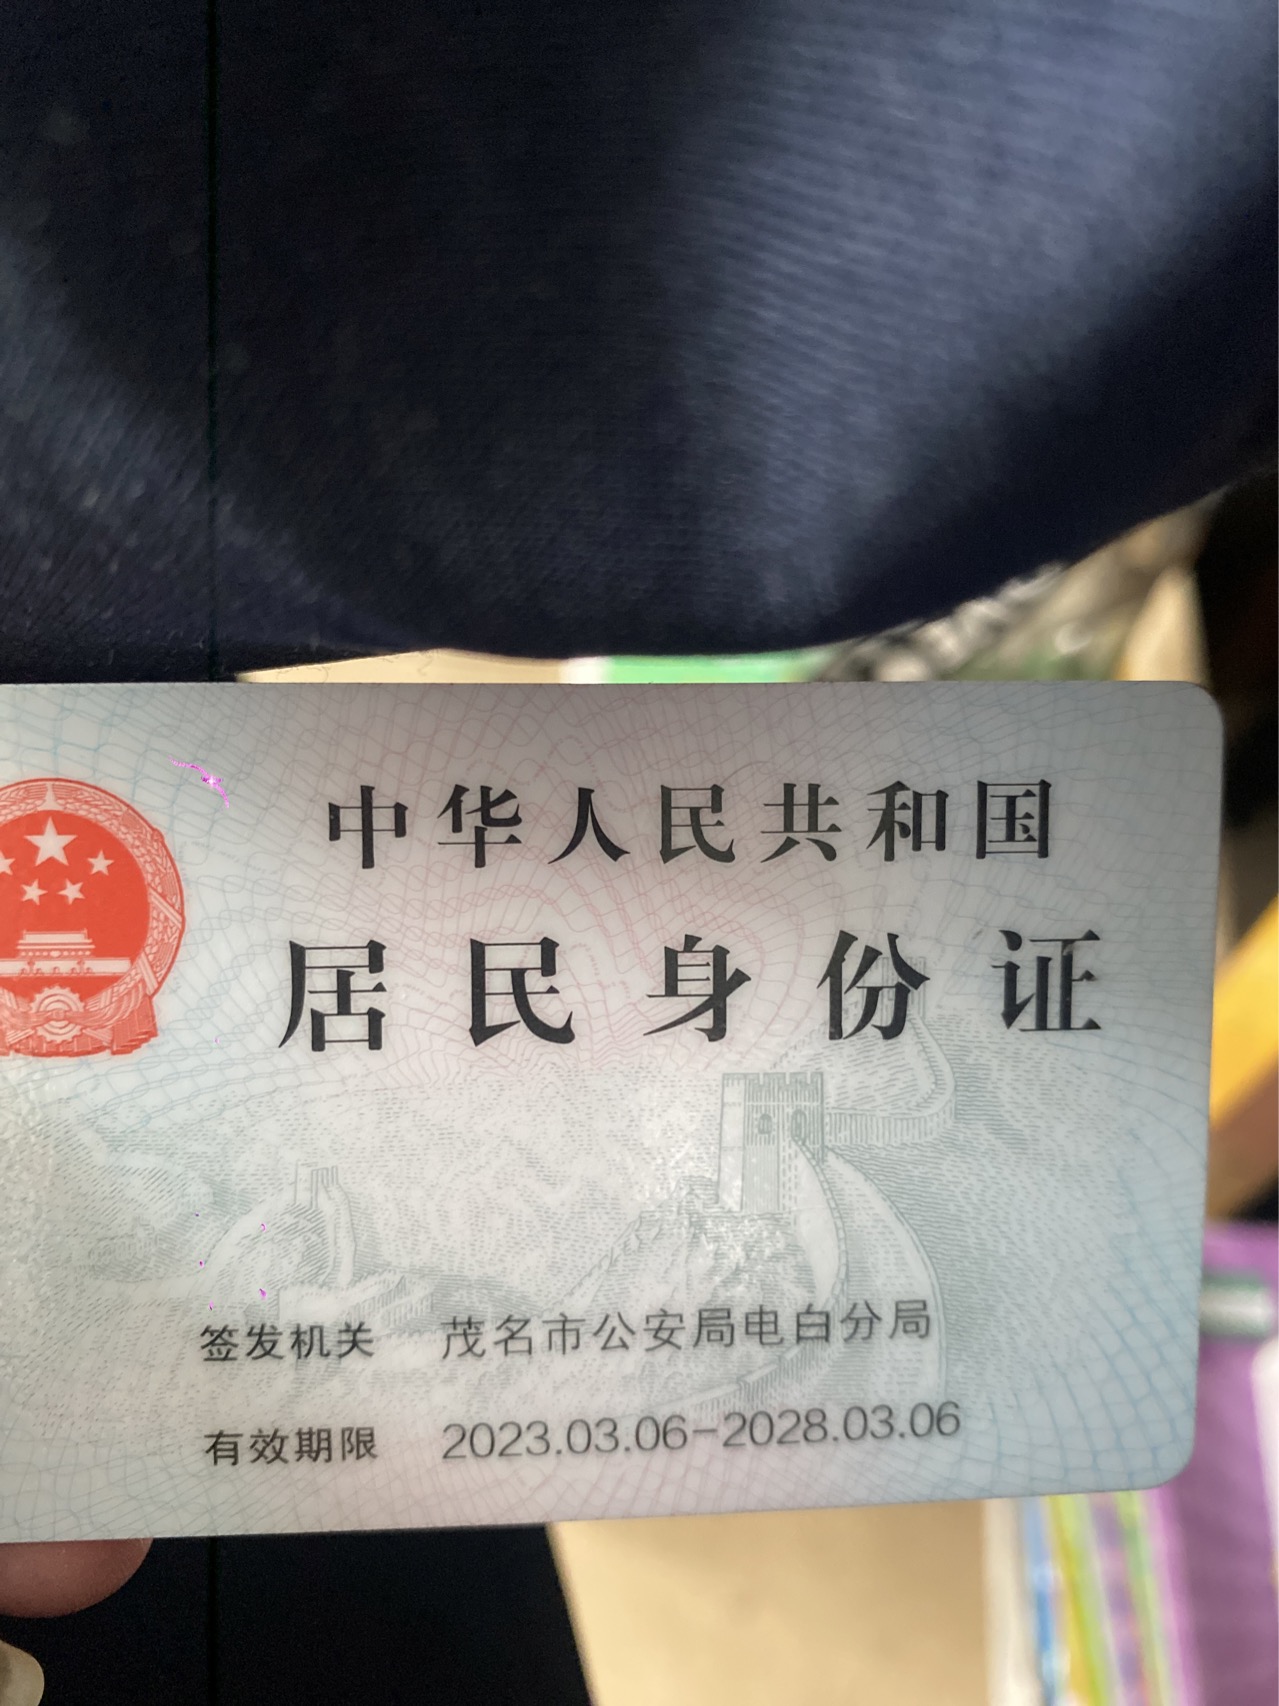 中华人民共和国
居民身份证
签发机关 茂名市公安局电白分局
有效期限 2023.03.06-2028.03.06